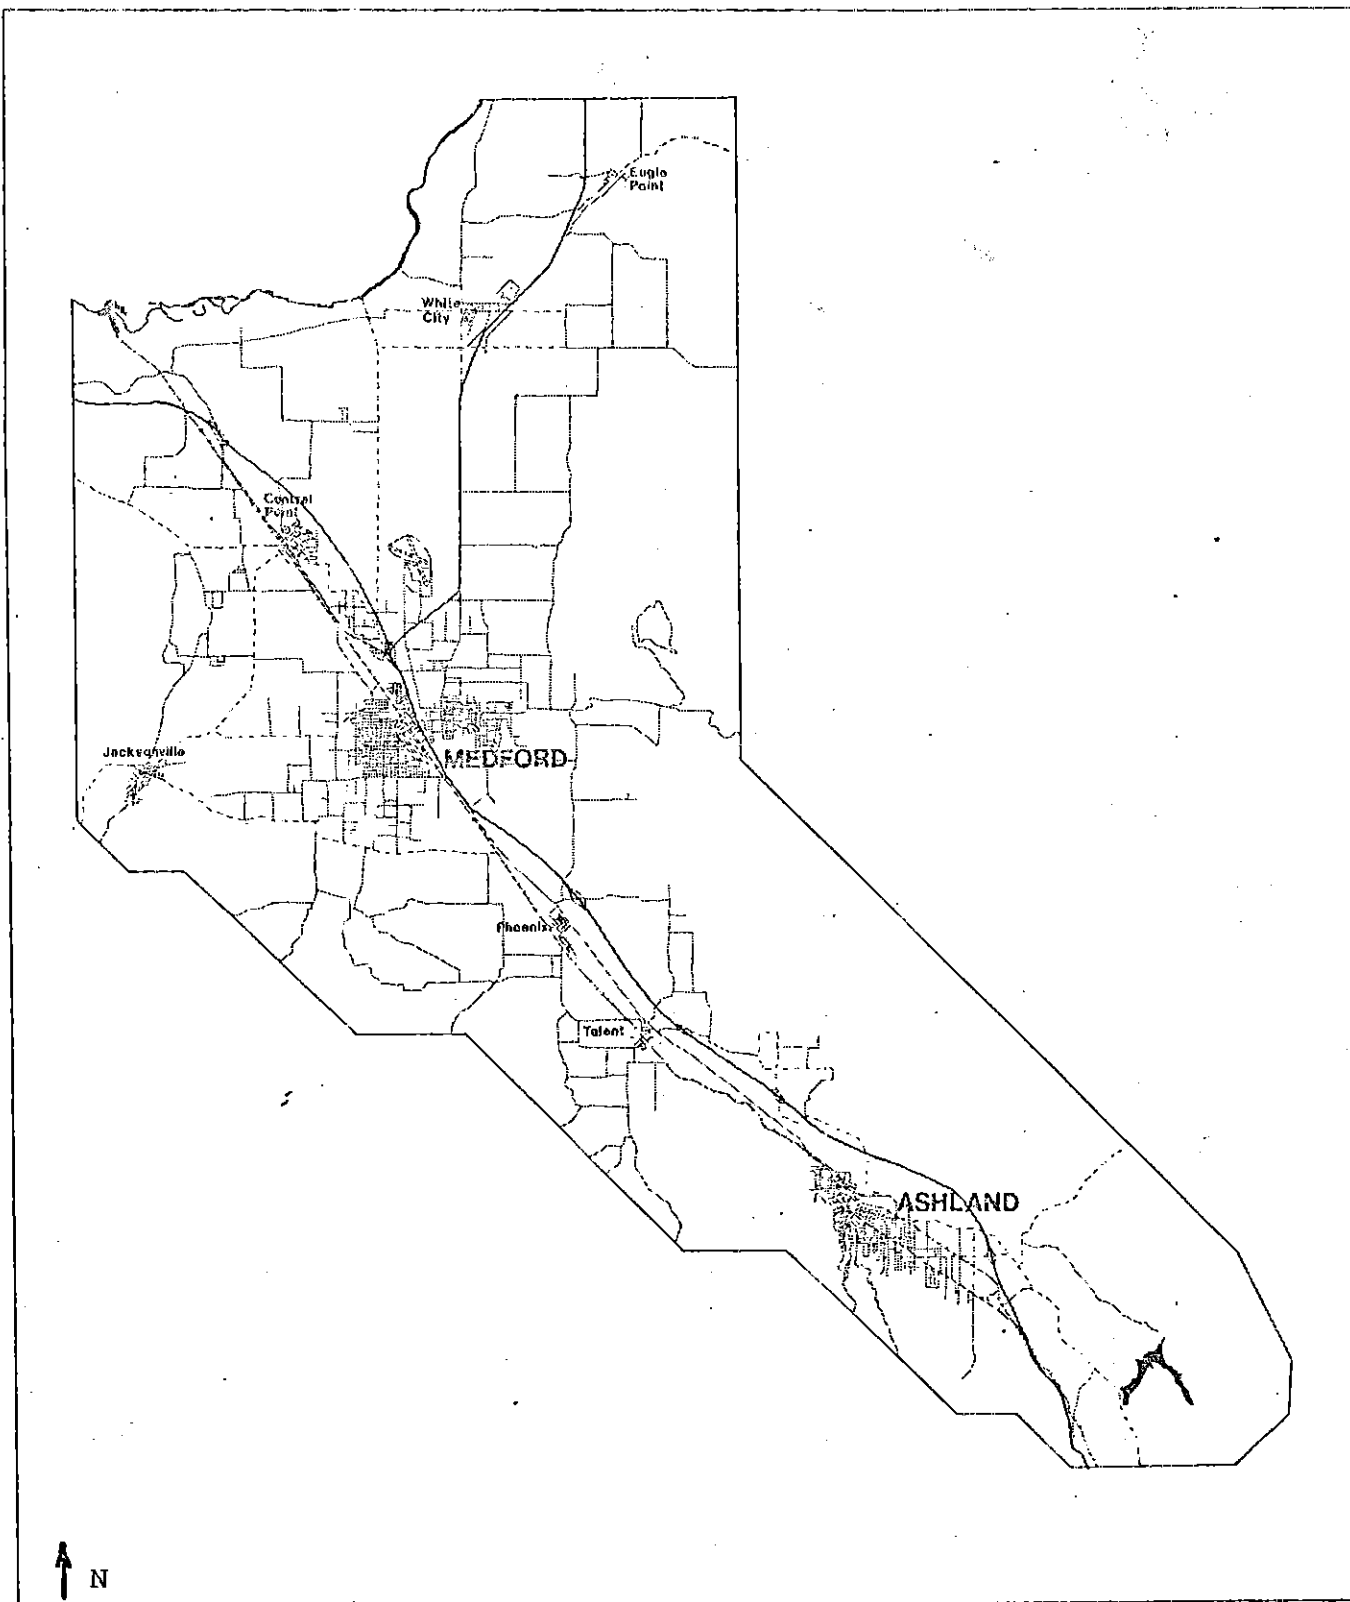 Eagle
Point
White
City
Central
Point
Jacksonville
MEDFORD
Phoenix
Talent
ASHLAND
N